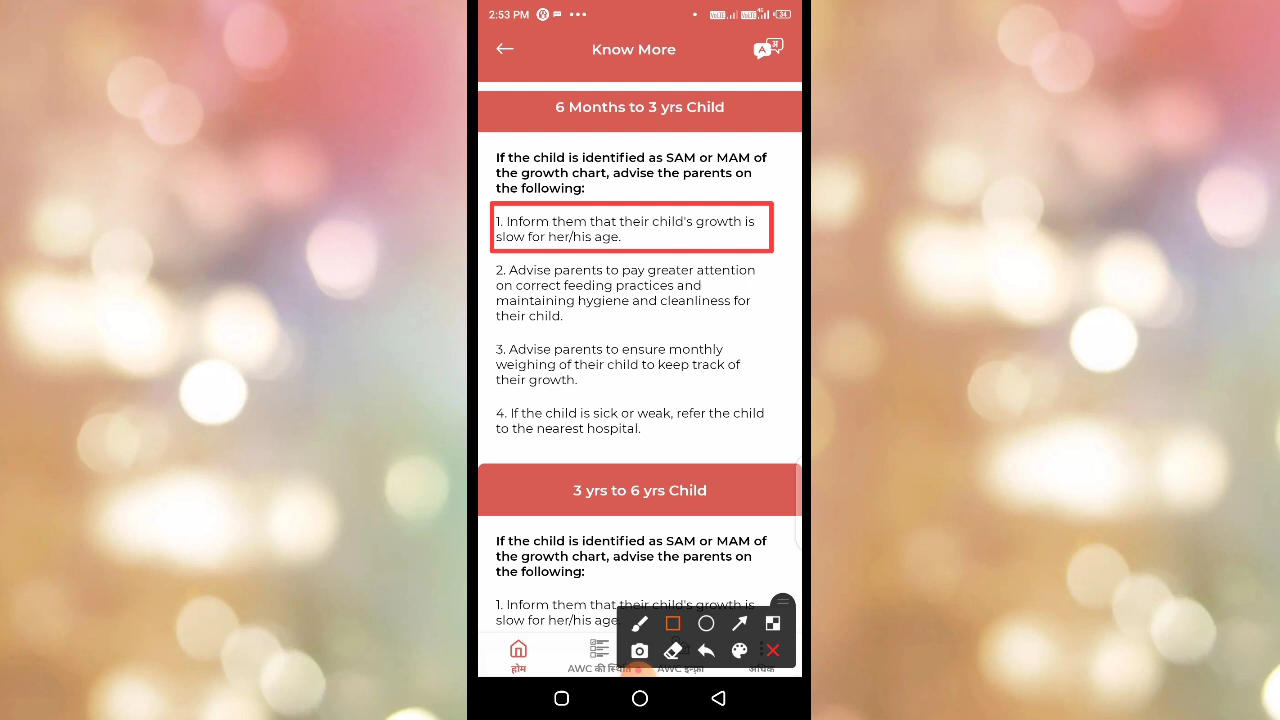 2:53 PM
Know More
6 Months to 3 yrs Child
If the child is identified as SAM or MAM of
the growth chart, advise the parents on
the following:
1. Inform them that their child's growth is
slow for her/his age.
2. Advise parents to pay greater attention
on correct feeding practices and
maintaining hygiene and cleanliness for
their child.
3. Advise parents to ensure monthly
weighing of their child to keep track of
their growth.
4. If the child is sick or weak, refer the child
to the nearest hospital.
3 yrs to 6 yrs Child
If the child is identified as SAM or MAM of
the growth chart, advise the parents on
the following:
1. Inform them that their child's growth is
slow for her/his age.
होम AWC की स्थिति AWC इन्फ़ो अधिक